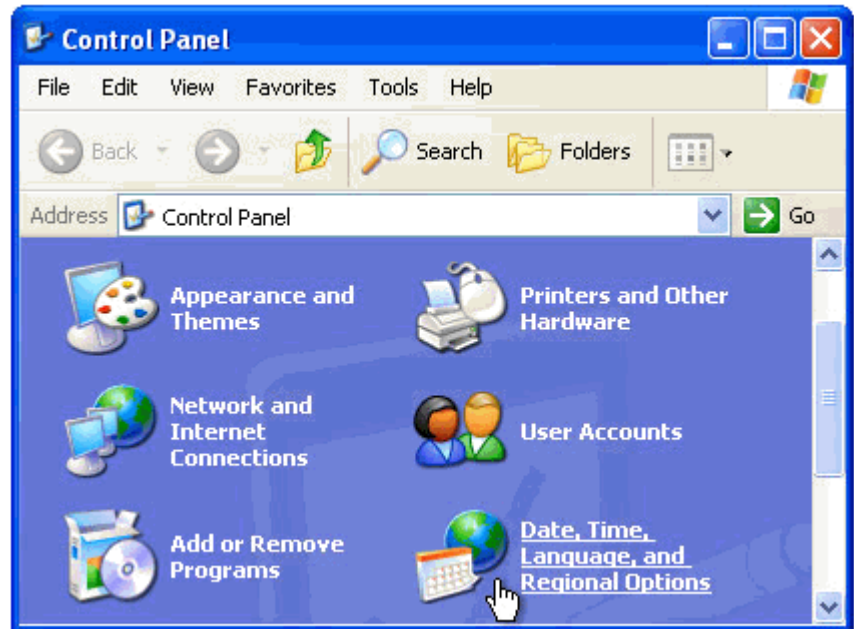 Control Panel
File Edit View Favorites Tools Help
Back Search Folders
Address Control Panel Go
Appearance and
Themes
Printers and Other
Hardware
Network and
Internet
Connections
User Accounts
Add or Remove
Programs
Date, Time,
Language, and
Regional Options